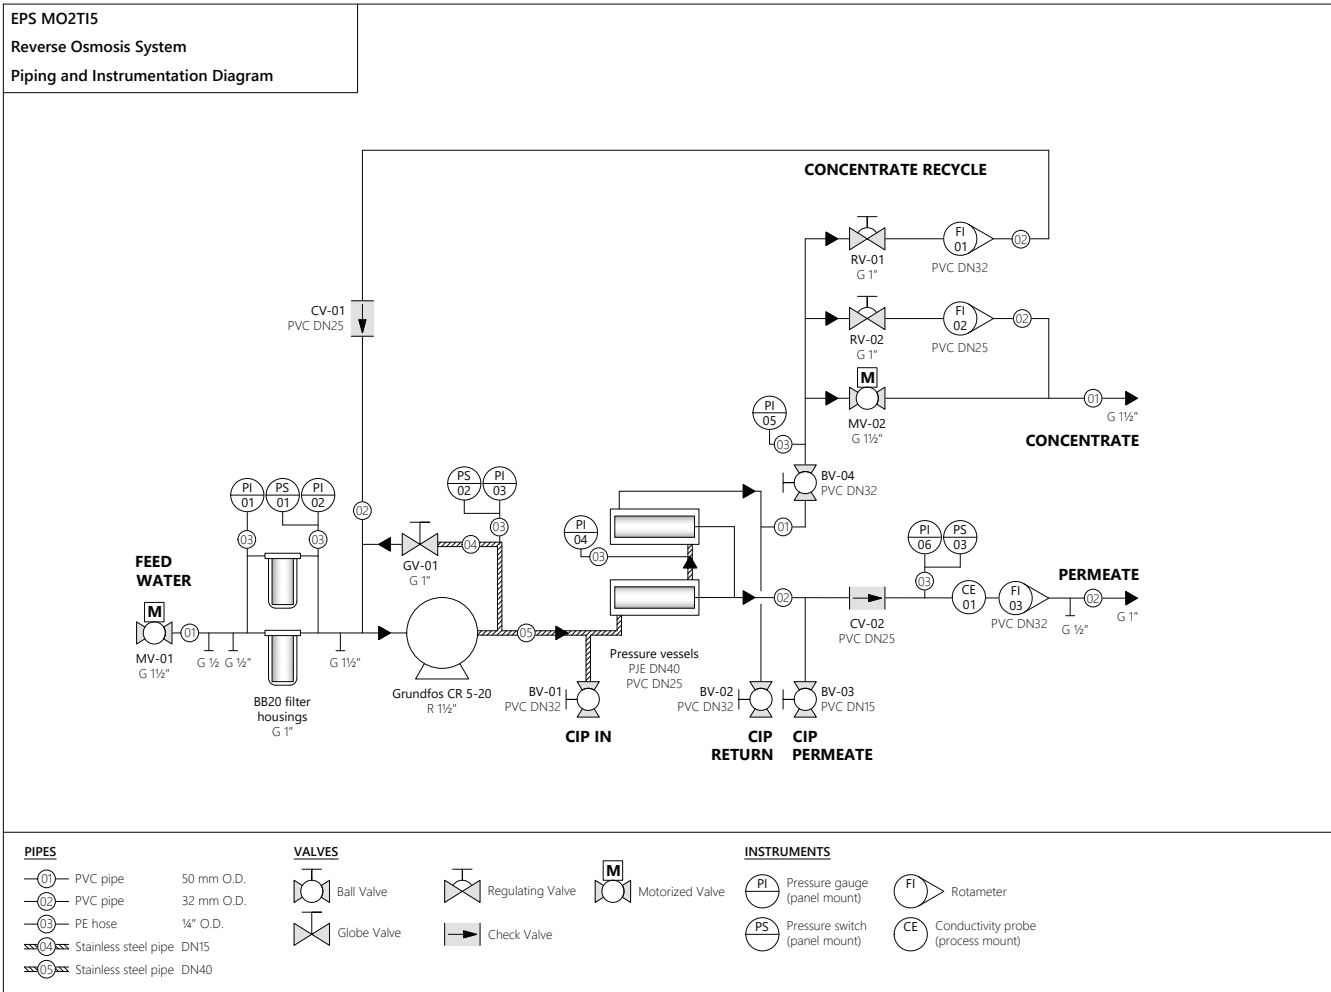 EPS MO2TI5
Reverse Osmosis System
Piping and Instrumentation Diagram
CONCENTRATE RECYCLE
RV-01
G 1"
FI
01
PVC DN32
02
CV-01
PVC DN25
RV-02
G 1"
FI
02
PVC DN25
02
M
MV-02
G 1½"
01
G 1½"
CONCENTRATE
PI
05
03
BV-04
PVC DN32
01
PI
01
PS
01
PI
02
03
03
02
PS
02
PI
03
03
04
GV-01
G 1"
PI
04
03
FEED
WATER
M
MV-01
G 1½"
01
G ½
G ½"
BB20 filter
housings
G 1"
G 1½"
Grundfos CR 5-20
R 1½"
05
BV-01
PVC DN32
CIP IN
Pressure vessels
PJE DN40
PVC DN25
02
BV-02
PVC DN32
CIP
RETURN
BV-03
PVC DN15
CIP
PERMEATE
CV-02
PVC DN25
PI
06
PS
03
03
CE
01
FI
03
PVC DN32
G ½"
02
PERMEATE
G 1"
PIPES
01 PVC pipe 50 mm O.D.
02 PVC pipe 32 mm O.D.
03 PE hose ¼" O.D.
04 Stainless steel pipe DN15
05 Stainless steel pipe DN40
VALVES
Ball Valve
Globe Valve
Regulating Valve
Check Valve
M
Motorized Valve
INSTRUMENTS
PI
Pressure gauge
(panel mount)
PS
Pressure switch
(panel mount)
FI
Rotameter
CE
Conductivity probe
(process mount)